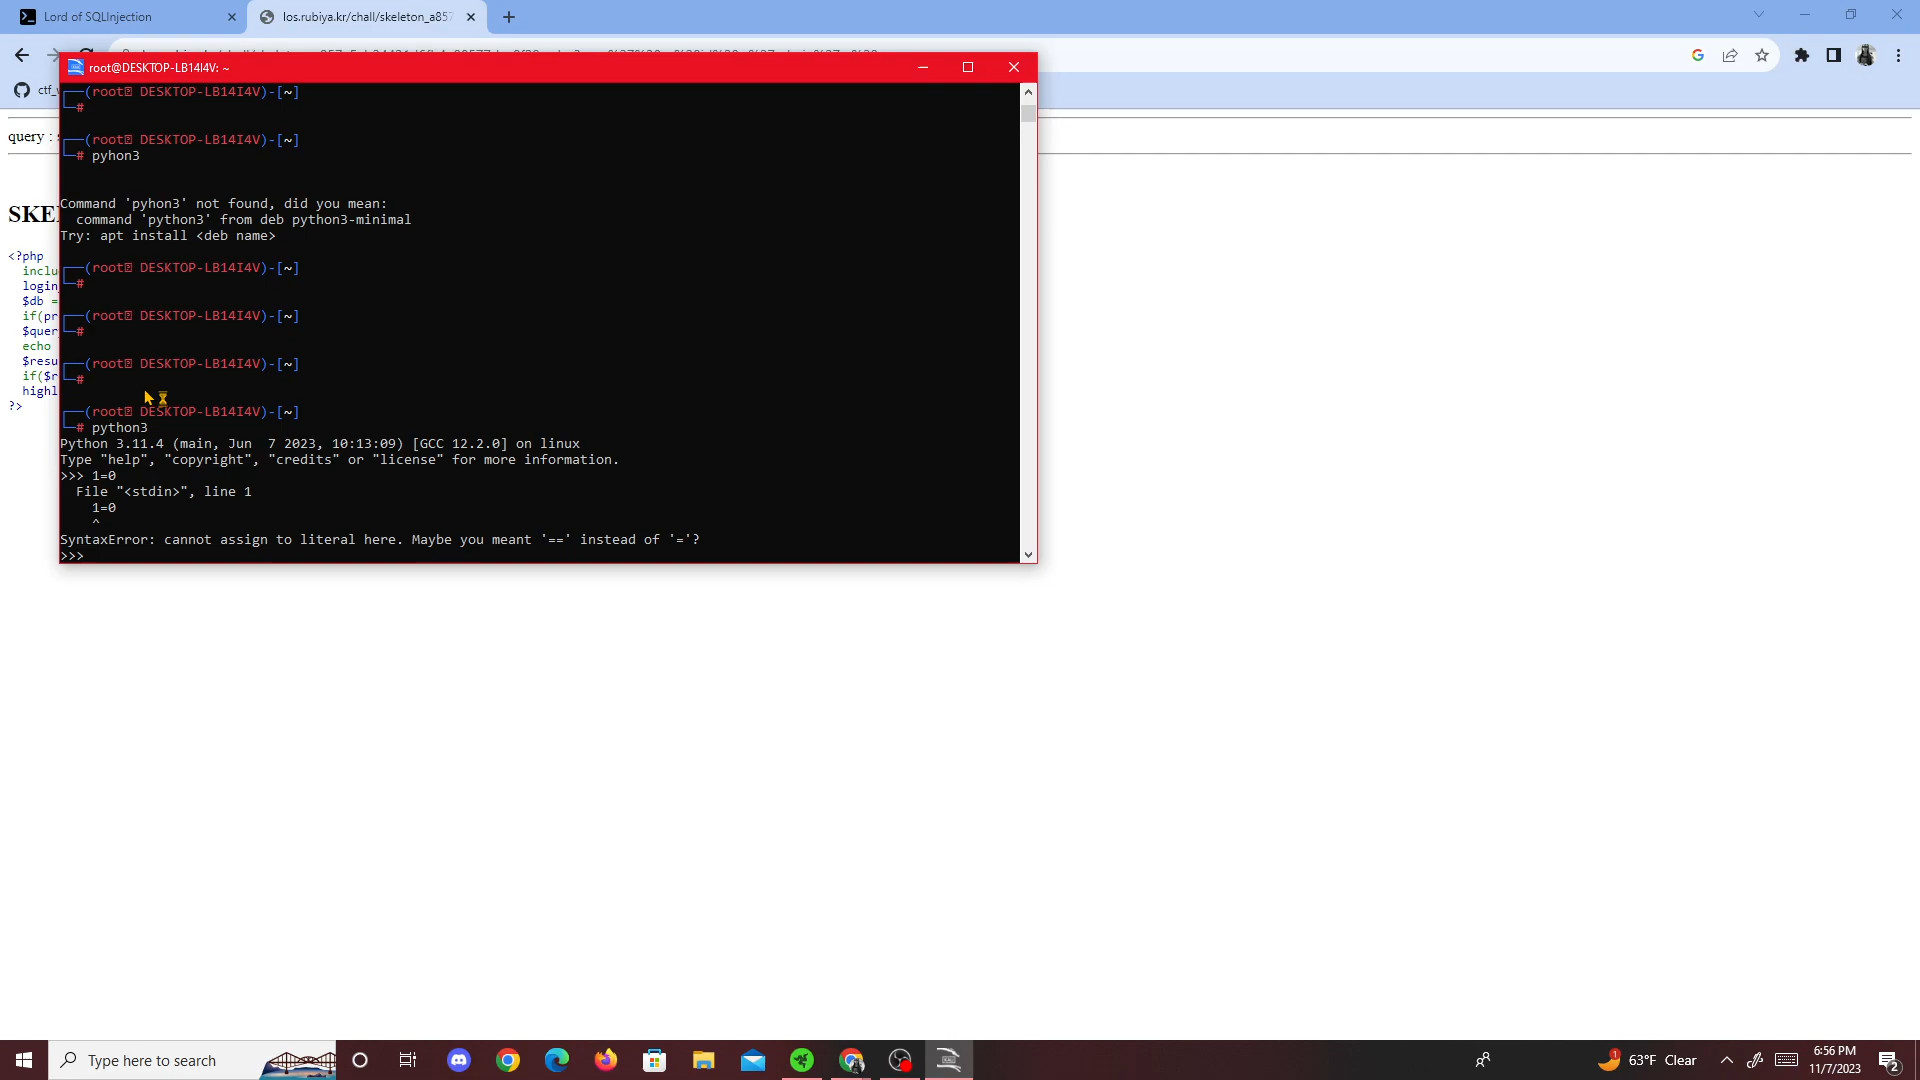 Lord of SQLInjection
los.rubiya.kr/chall/skeleton_a857
ctf_
query :
SKE
<?php
inclu
login
$db =
if(pr
$quer
echo
$resu
if($r
highl
?>
root@DESKTOP-LB14I4V: ~
┌──(root DESKTOP-LB14I4V)-[~]
└─#
┌──(root DESKTOP-LB14I4V)-[~]
└─# pyhon3
Command 'pyhon3' not found, did you mean:
command 'python3' from deb python3-minimal
Try: apt install <deb name>
┌──(root DESKTOP-LB14I4V)-[~]
└─#
┌──(root DESKTOP-LB14I4V)-[~]
└─#
┌──(root DESKTOP-LB14I4V)-[~]
└─#
┌──(root DESKTOP-LB14I4V)-[~]
└─# python3
Python 3.11.4 (main, Jun  7 2023, 10:13:09) [GCC 12.2.0] on linux
Type "help", "copyright", "credits" or "license" for more information.
>>> 1=0
File "<stdin>", line 1
1=0
^
SyntaxError: cannot assign to literal here. Maybe you meant '==' instead of '='?
>>>
Type here to search
63°F Clear
6:56 PM
11/7/2023
1
2